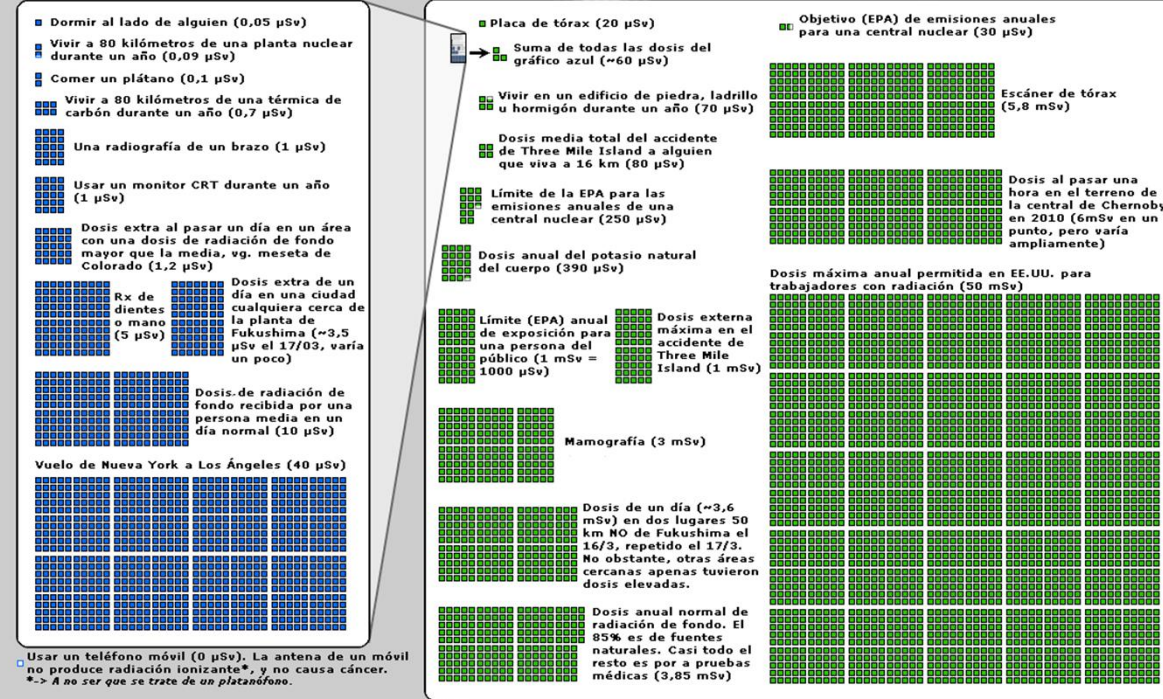 Dormir al lado de alguien (0,05 µSv)
Vivir a 80 kilómetros de una planta nuclear
durante un año (0,09 µSv)
Comer un plátano (0,1 µSv)
Vivir a 80 kilómetros de una térmica de
carbón durante un año (0,7 µSv)
Una radiografía de un brazo (1 µSv)
Usar un monitor CRT durante un año
(1 µSv)
Dosis extra al pasar un día en un área
con una dosis de radiación de fondo
mayor que la media, vg. meseta de
Colorado (1,2 µSv)
Rx de
dientes
o mano
(5 µSv)
Dosis extra de un
día en una ciudad
cualquiera cerca de
la planta de
Fukushima (~3,5
µSv el 17/03, varía
un poco)
Dosis de radiación de
fondo recibida por una
persona media en un
día normal (10 µSv)
Vuelo de Nueva York a Los Ángeles (40 µSv)
Usar un teléfono móvil (0 µSv). La antena de un móvil
no produce radiación ionizante*, y no causa cáncer.
*-> A no ser que se trate de un platanófono.
Placa de tórax (20 µSv)
Suma de todas las dosis del
gráfico azul (~60 µSv)
Vivir en un edificio de piedra, ladrillo
u hormigón durante un año (70 µSv)
Dosis media total del accidente
de Three Mile Island a alguien
que viva a 16 km (80 µSv)
Límite de la EPA para las
emisiones anuales de una
central nuclear (250 µSv)
Dosis anual del potasio natural
del cuerpo (390 µSv)
Límite (EPA) anual
de exposición para
una persona del
público (1 mSv =
1000 µSv)
Dosis externa
máxima en el
accidente de
Three Mile
Island (1 mSv)
Mamografía (3 mSv)
Dosis de un día (~3,6
mSv) en dos lugares 50
km NO de Fukushima el
16/3, repetido el 17/3.
No obstante, otras áreas
cercanas apenas tuvieron
dosis elevadas.
Dosis anual normal de
radiación de fondo. El
85% es de fuentes
naturales. Casi todo el
resto es por a pruebas
médicas (3,85 mSv)
Objetivo (EPA) de emisiones anuales
para una central nuclear (30 µSv)
Escáner de tórax
(5,8 mSv)
Dosis al pasar una
hora en el terreno de
la central de Chernoby
en 2010 (6mSv en un
punto, pero varía
ampliamente)
Dosis máxima anual permitida en EE.UU. para
trabajadores con radiación (50 mSv)